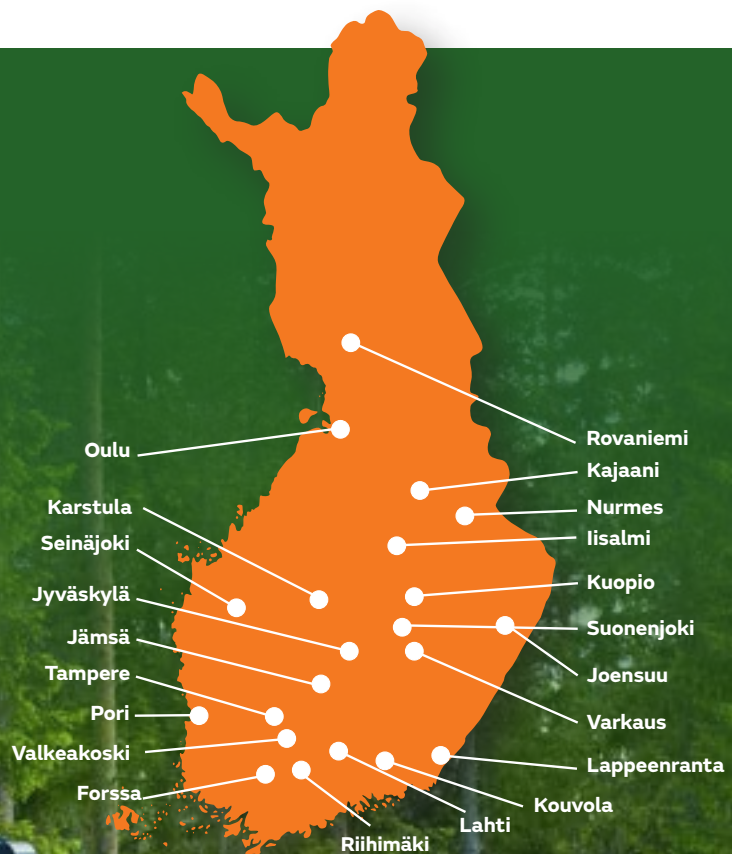 Oulu
Karstula
Seinäjoki
Jyväskylä
Jämsä
Tampere
Pori
Valkeakoski
Forssa
Rovaniemi
Kajaani
Nurmes
Iisalmi
Kuopio
Suonenjoki
Joensuu
Varkaus
Lappeenranta
Kouvola
Lahti
Riihimäki